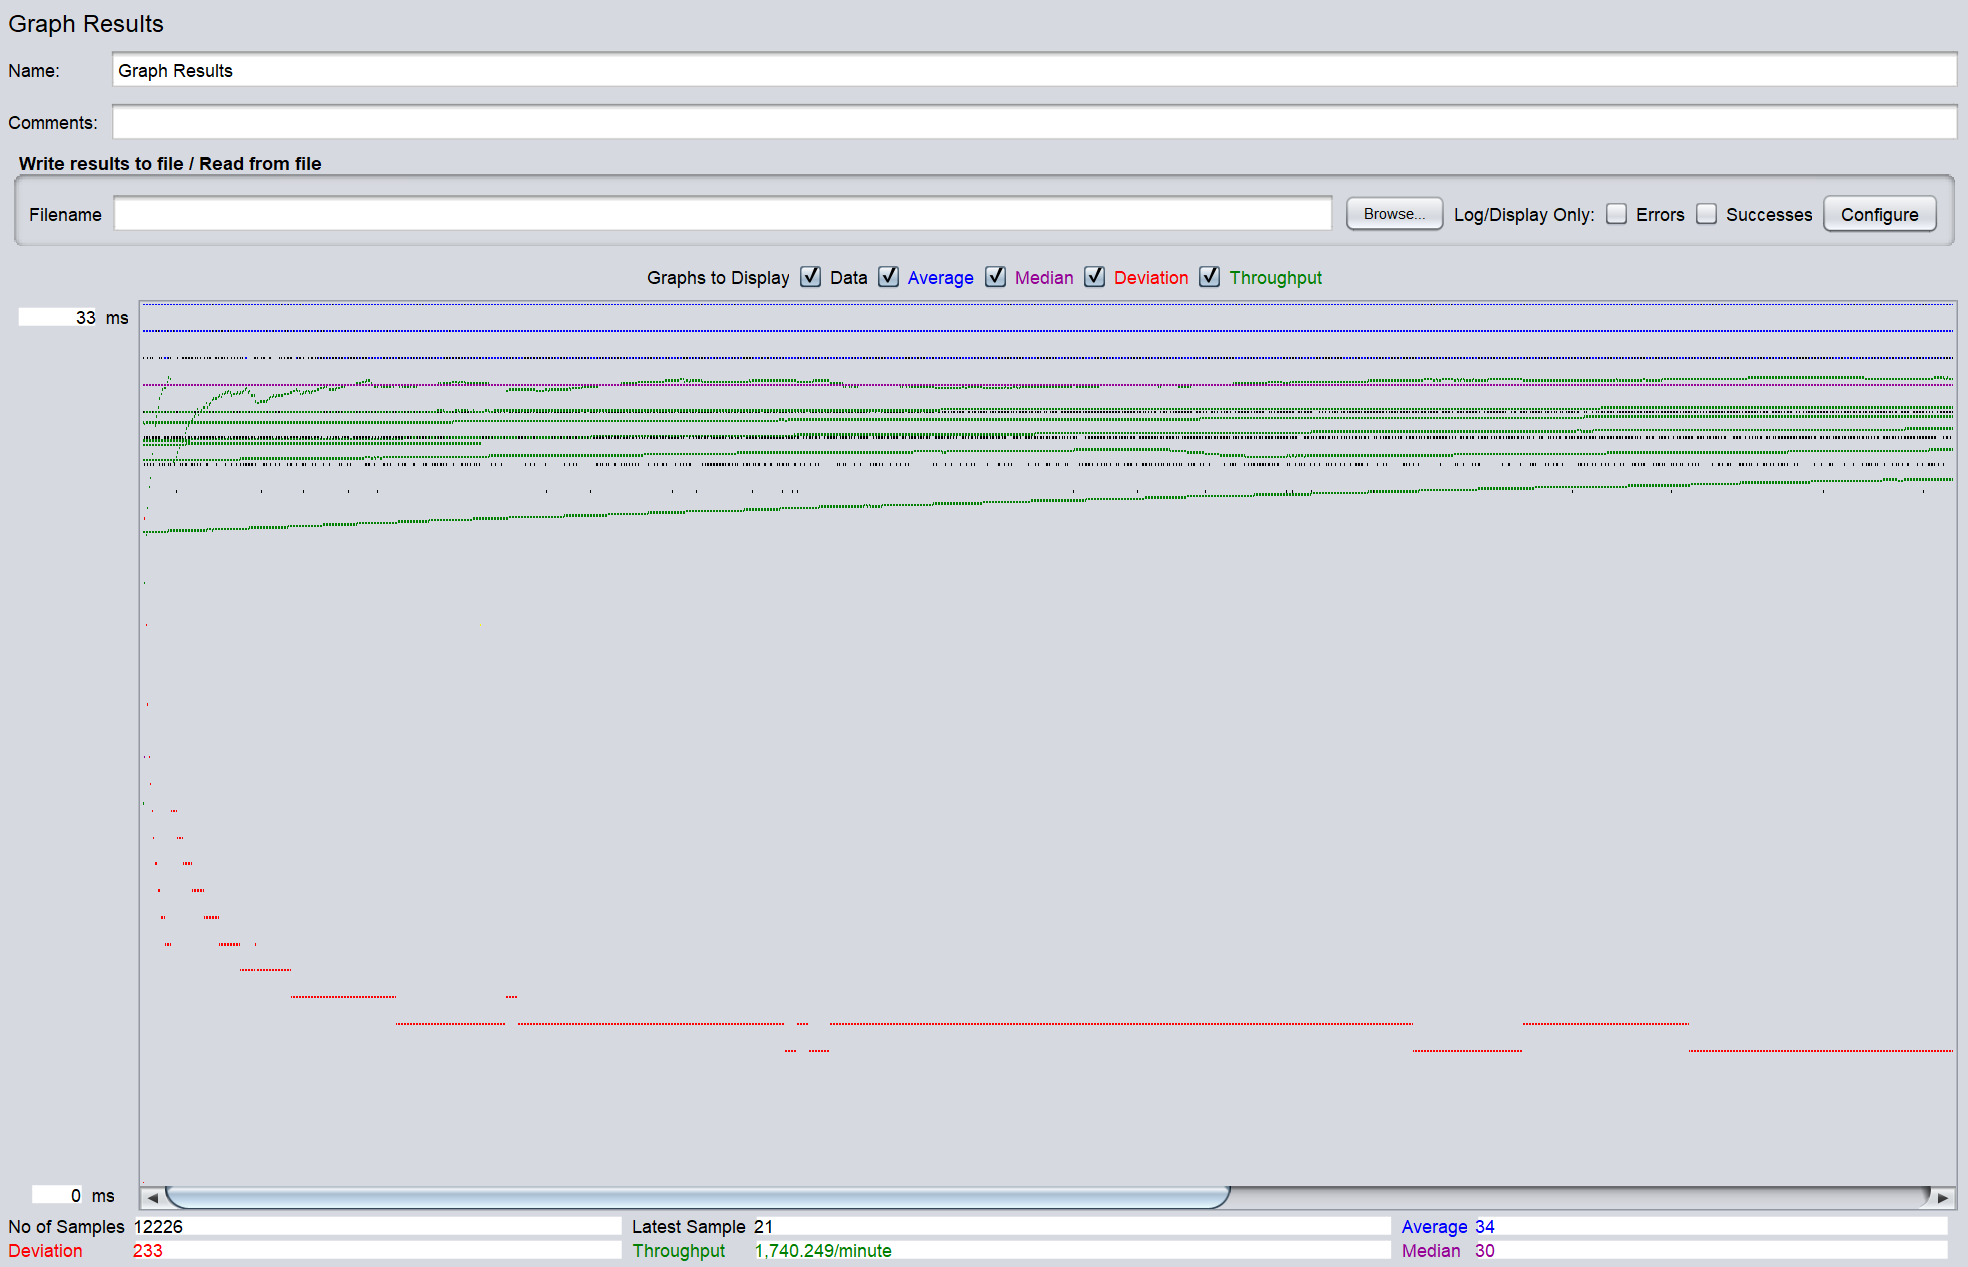 Graph Results
Name: Graph Results
Comments:
Write results to file / Read from file
Filename Browse... Log/Display Only: Errors Successes Configure
Graphs to Display Data Average Median Deviation Throughput
33 ms
0 ms
No of Samples 12226 Latest Sample 21 Average 34
Deviation 233 Throughput 1,740.249/minute Median 30